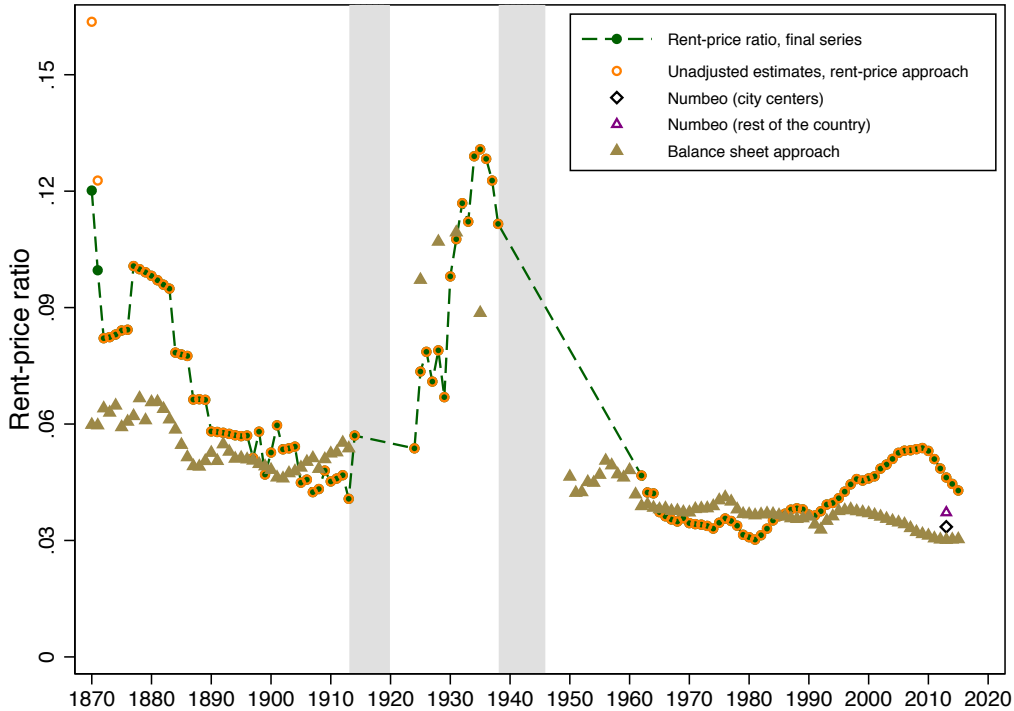 Rent-price ratio, final series
Unadjusted estimates, rent-price approach
Numbeo (city centers)
Numbeo (rest of the country)
Balance sheet approach
Rent-price ratio
.15
.12
.09
.06
.03
0
1870 1880 1890 1900 1910 1920 1930 1940 1950 1960 1970 1980 1990 2000 2010 2020